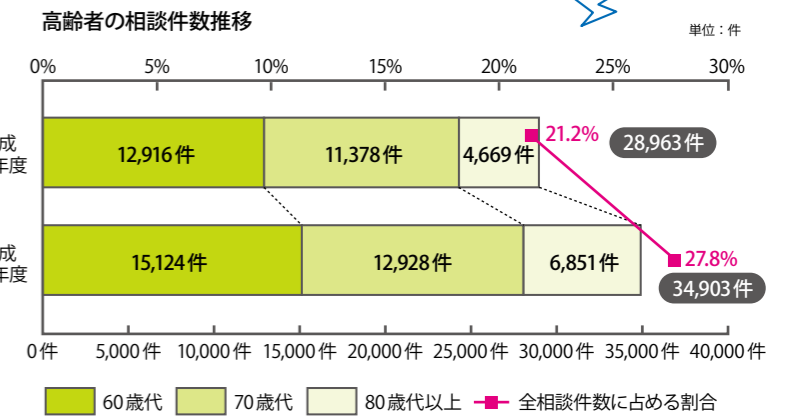 高齢者の相談件数推移
単位：件
0% 5% 10% 15% 20% 25% 30%
成
年度
12,916件 11,378件 4,669件 21.2% 28,963件
成
年度
15,124件 12,928件 6,851件 27.8%
34,903件
0件 5,000件 10,000件 15,000件 20,000件 25,000件 30,000件 35,000件 40,000件
60歳代 70歳代 80歳代以上 全相談件数に占める割合